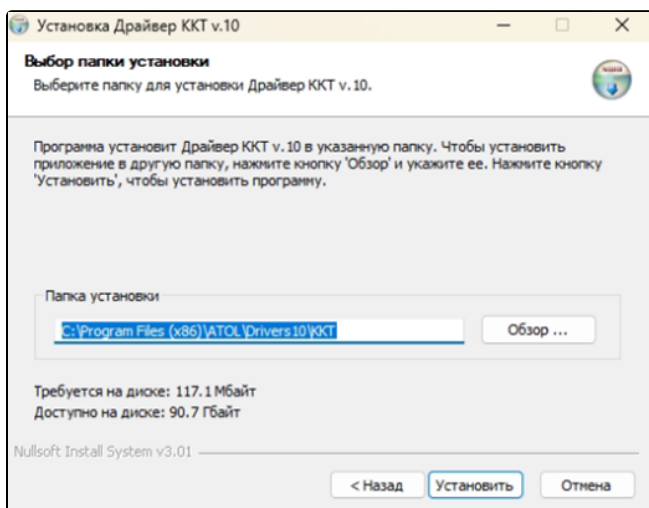 Установка Драйвер ККТ v.10
Выбор папки установки
Выберите папку для установки Драйвер ККТ v.10.
Программа установит Драйвер ККТ v.10 в указанную папку. Чтобы установить
приложение в другую папку, нажмите кнопку 'Обзор' и укажите ее. Нажмите кнопку
'Установить', чтобы установить программу.
Папка установки
C:\Program Files (x86)\ATOL\Drivers10\KKT
Обзор ...
Требуется на диске: 117.1 Мбайт
Доступно на диске: 90.7 Гбайт
Nullsoft Install System v3.01
< Назад
Установить
Отмена